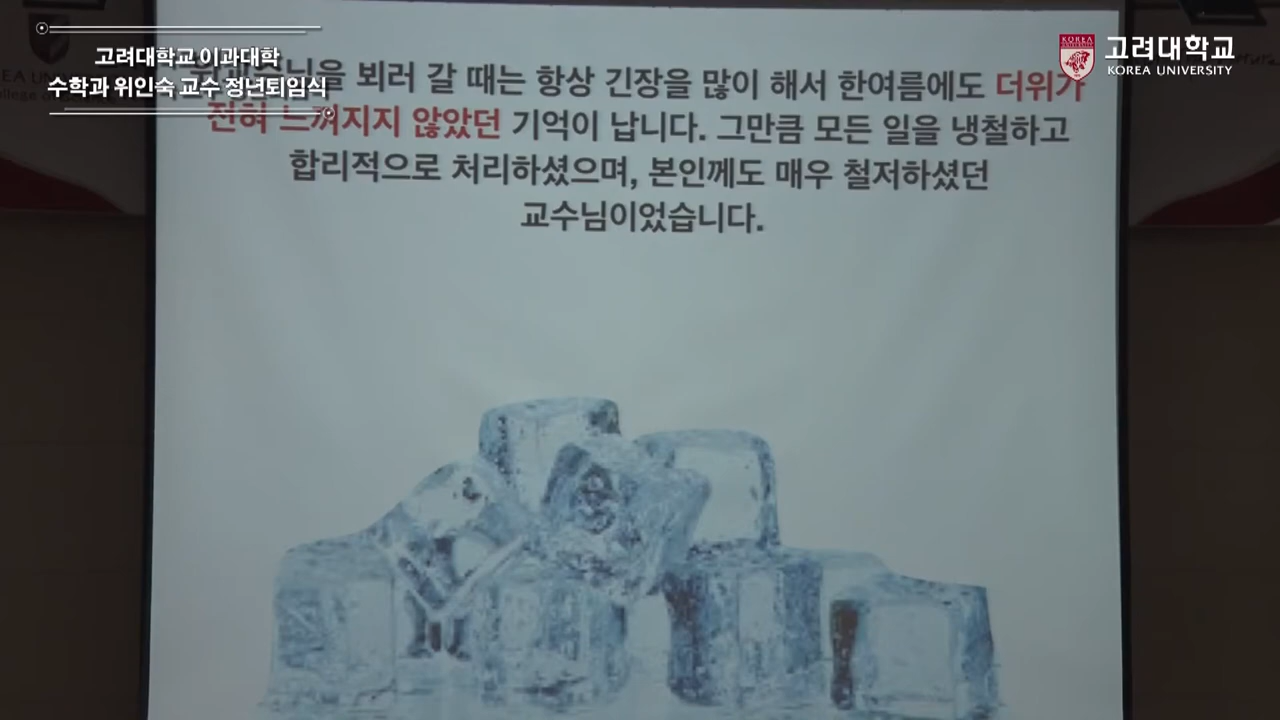 고려대학교 이과대학
수학과 위인숙 교수 정년퇴임식
고려대학교
KOREA UNIVERSITY
뵈러 갈 때는 항상 긴장을 많이 해서 한여름에도 더위가
전혀 느껴지지 않았던 기억이 납니다. 그만큼 모든 일을 냉철하고
합리적으로 처리하셨으며, 본인께도 매우 철저하셨던
교수님이었습니다.